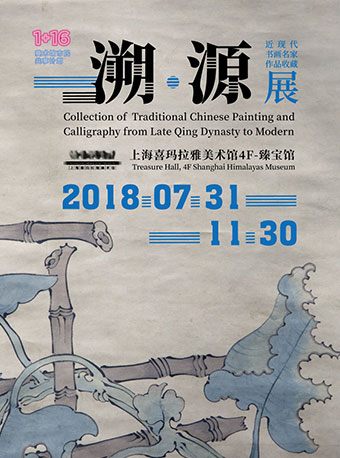 1+16
溯·源
展
近现代
书画名家
作品收藏
Collection of Traditional Chinese Painting and
Calligraphy from Late Qing Dynasty to Modern
上海喜玛拉雅美术馆4F-臻宝馆
Treasure Hall, 4F Shanghai Himalayas Museum
2018 07 31
11 30